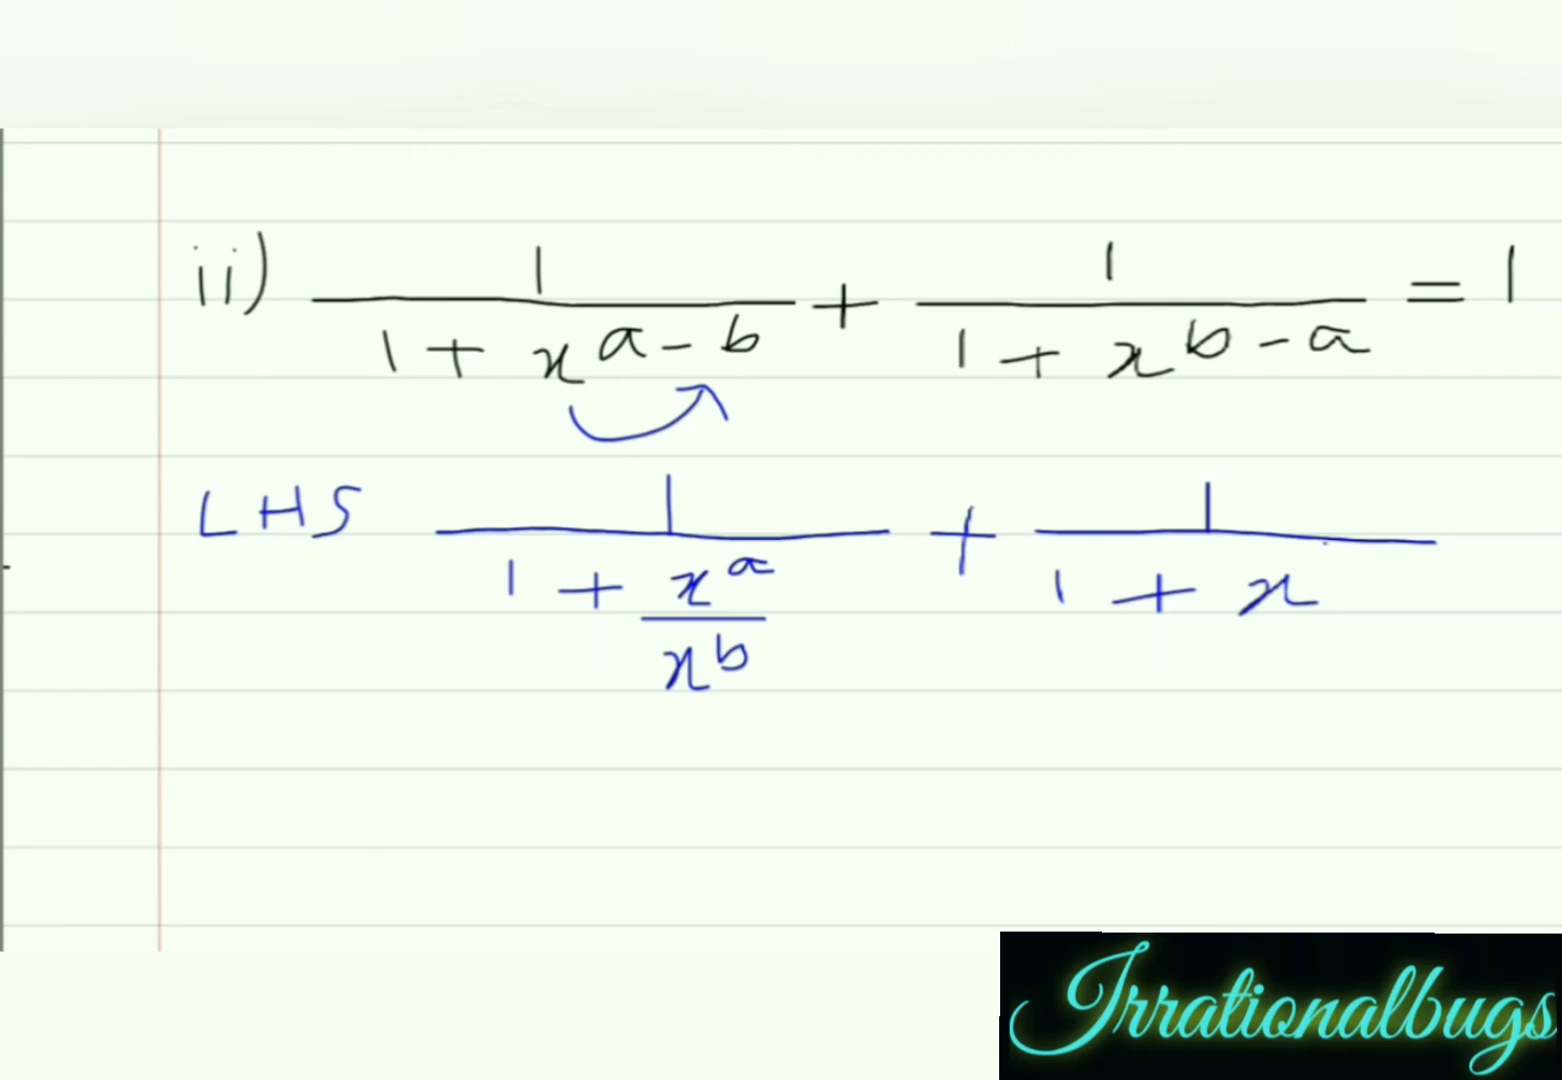 ii) 1/(1 + x^(a - b)) + 1/(1 + x^(b - a)) = 1
LHS 1/(1 + x^a/x^b) + 1/(1 + x
Irrationalbugs